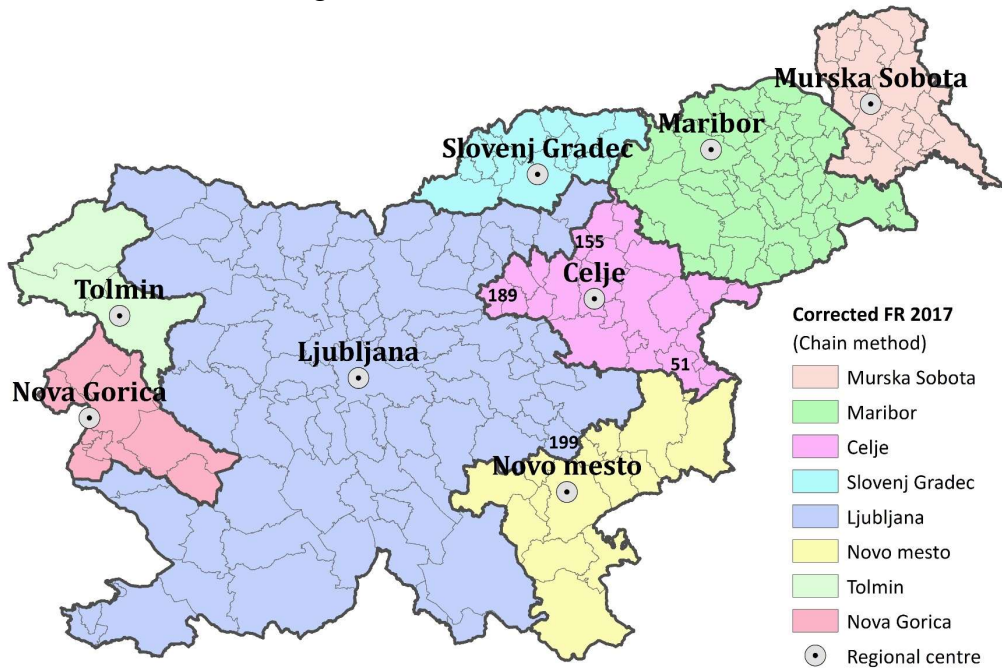 Murska Sobota
Maribor
Slovenj Gradec
155
Celje
189
Tolmin
Ljubljana
51
Nova Gorica
199
Novo mesto
Corrected FR 2017
(Chain method)
Murska Sobota
Maribor
Celje
Slovenj Gradec
Ljubljana
Novo mesto
Tolmin
Nova Gorica
Regional centre